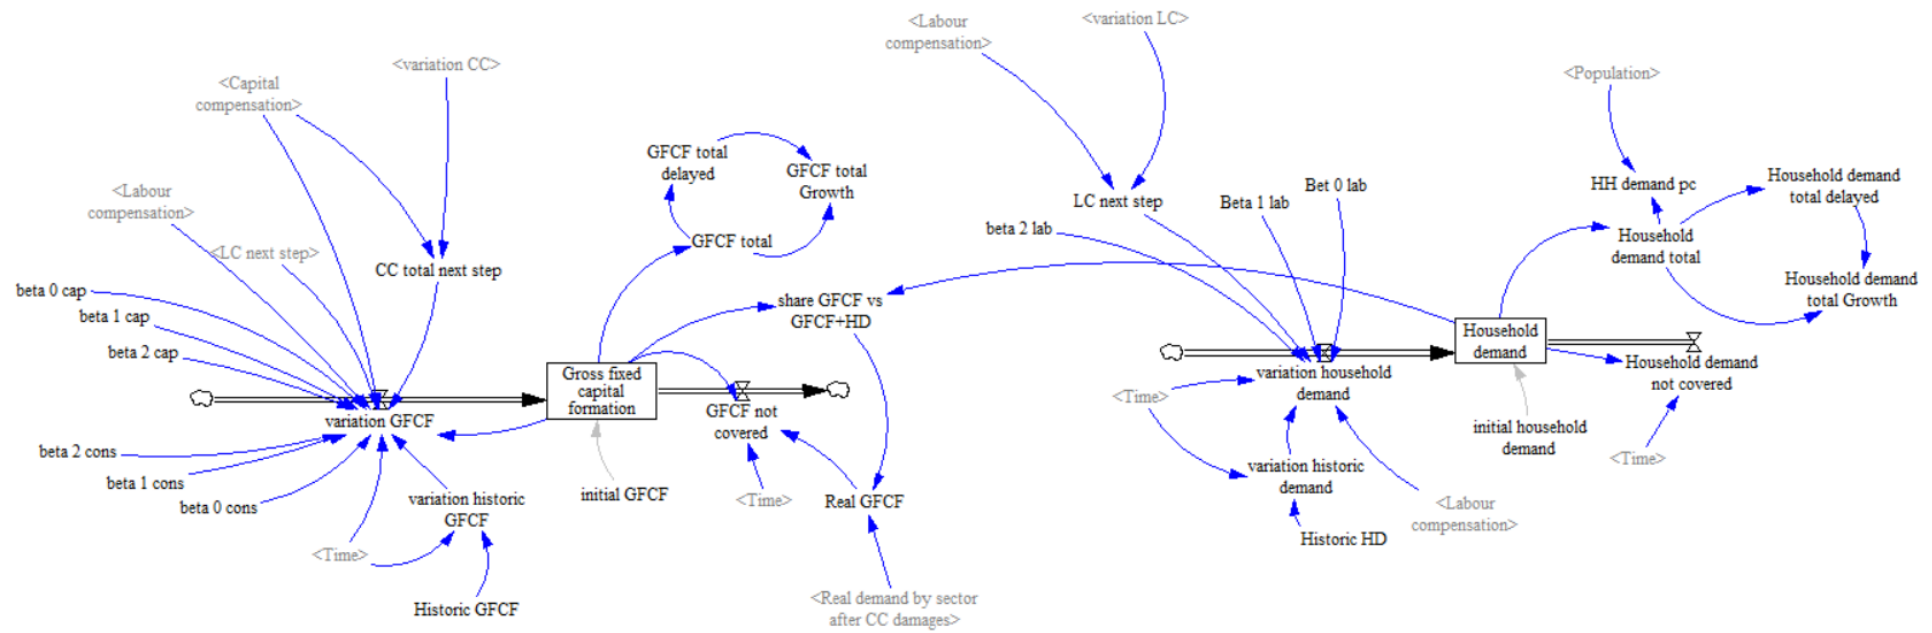 <Labour
compensation>
<variation LC>
<variation CC>
<Capital
compensation>
<Population>
GFCF total
delayed
GFCF total
Growth
<Labour
compensation>
LC next step
Beta 1 lab
Bet 0 lab
HH demand pc
Household demand
total delayed
beta 2 lab
GFCF total
Household
demand total
<LC next step>
CC total next step
Household demand
total Growth
beta 0 cap
beta 1 cap
beta 2 cap
share GFCF vs
GFCF+HD
Household
demand
Gross fixed
capital
formation
variation household
demand
Household demand
not covered
variation GFCF
GFCF not
covered
<Time>
initial household
demand
<Time>
beta 2 cons
beta 1 cons
beta 0 cons
variation historic
GFCF
initial GFCF
<Time>
Real GFCF
variation historic
demand
<Labour
compensation>
Historic HD
<Time>
Historic GFCF
<Real demand by sector
after CC damages>